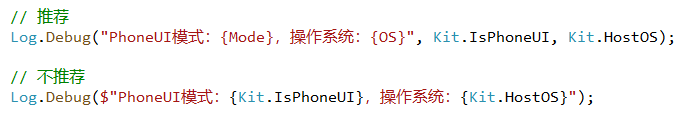 // 推荐
Log.Debug("PhoneUI模式：{Mode}，操作系统：{OS}", Kit.IsPhoneUI, Kit.HostOS);
// 不推荐
Log.Debug($"PhoneUI模式：{Kit.IsPhoneUI}，操作系统：{Kit.HostOS}");